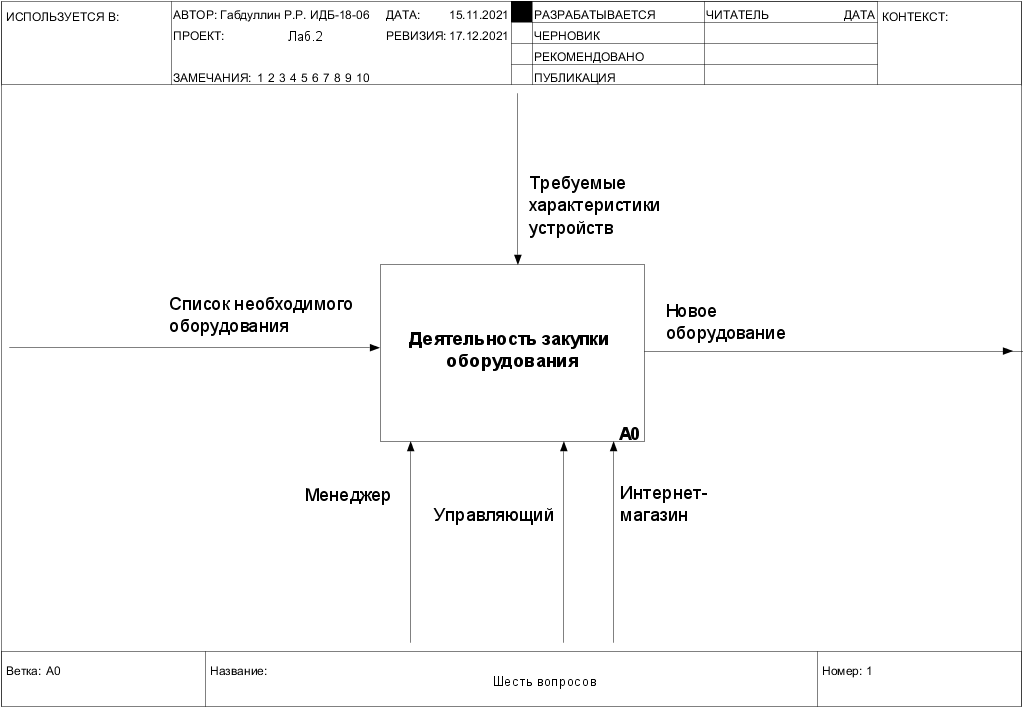 ИСПОЛЬЗУЕТСЯ В:
АВТОР: Габдуллин Р.Р. ИДБ-18-06
ДАТА: 15.11.2021
РАЗРАБАТЫВАЕТСЯ
ЧИТАТЕЛЬ
ДАТА
КОНТЕКСТ:
ПРОЕКТ: Лаб.2
РЕВИЗИЯ: 17.12.2021
ЧЕРНОВИК
РЕКОМЕНДОВАНО
ЗАМЕЧАНИЯ: 1 2 3 4 5 6 7 8 9 10
ПУБЛИКАЦИЯ
Требуемые
характеристики
устройств
Список необходимого
оборудования
Деятельность закупки
оборудования
A0
Новое
оборудование
Менеджер
Управляющий
Интернет-
магазин
Ветка: A0
Название:
Шесть вопросов
Номер: 1